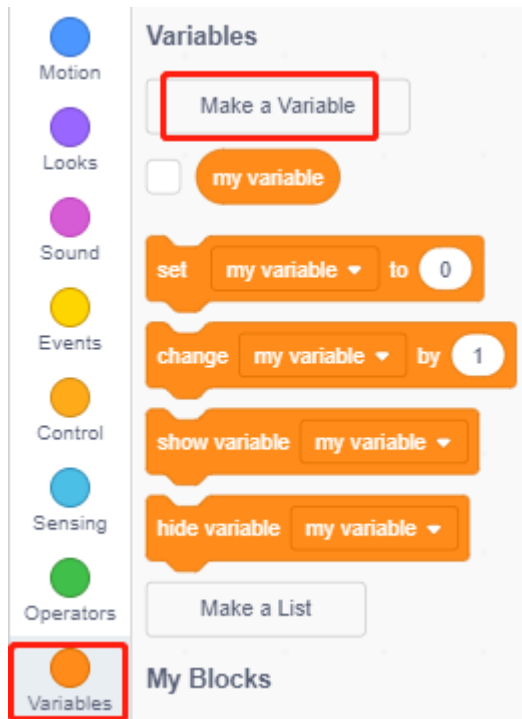 Motion
Looks
Sound
Events
Control
Sensing
Operators
Variables
Variables
Make a Variable
my variable
set my variable to 0
change my variable by 1
show variable my variable
hide variable my variable
Make a List
My Blocks